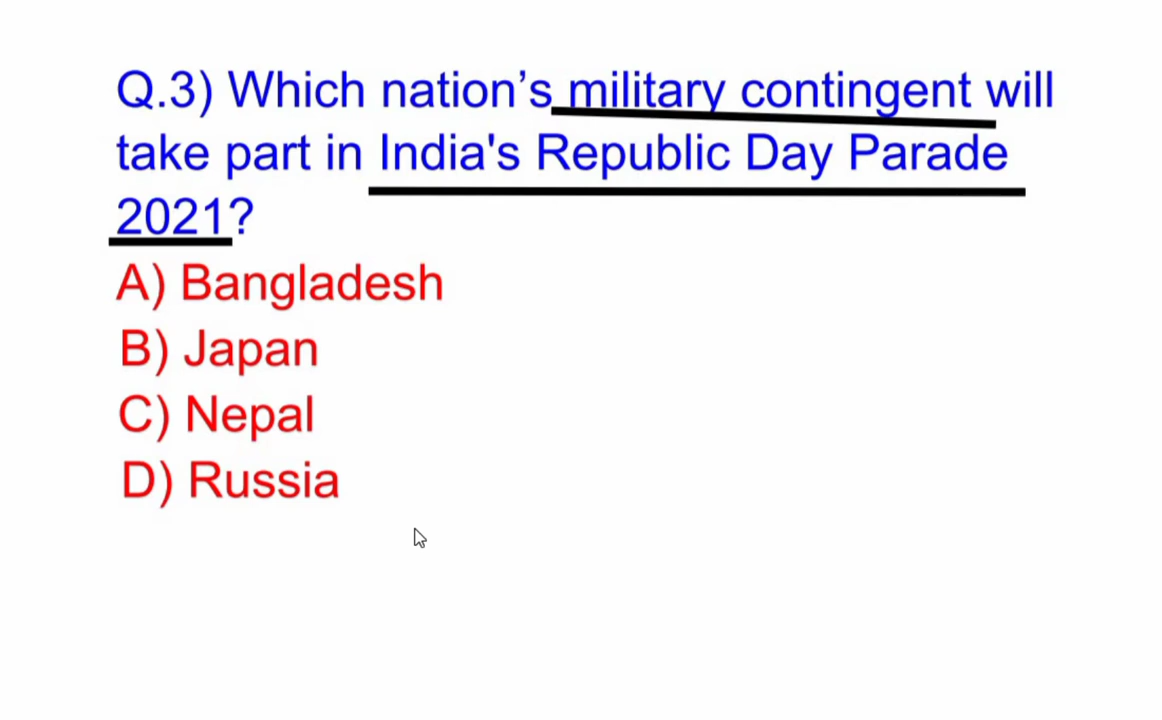 Q.3) Which nation’s military contingent will
take part in India's Republic Day Parade
2021?
A) Bangladesh
B) Japan
C) Nepal
D) Russia